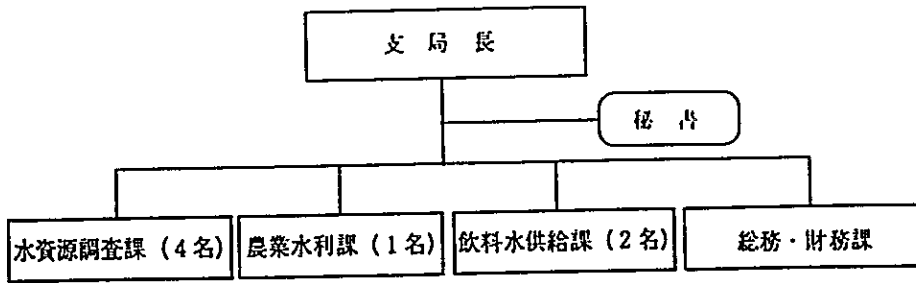 支局長
秘書
水資源調査課（4名）
農業水利課（1名）
飲料水供給課（2名）
総務・財務課